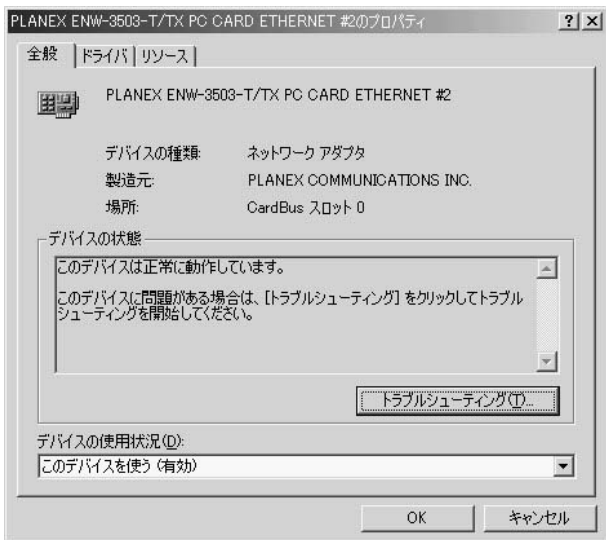 PLANEX ENW-3503-T/TX PC CARD ETHERNET #2のプロパティ
全般 ドライバ リソース
PLANEX ENW-3503-T/TX PC CARD ETHERNET #2
デバイスの種類: ネットワーク アダプタ
製造元: PLANEX COMMUNICATIONS INC.
場所: CardBus スロット 0
デバイスの状態
このデバイスは正常に動作しています。
このデバイスに問題がある場合は、[トラブルシューティング] をクリックしてトラブル
シューティングを開始してください。
トラブルシューティング(T)...
デバイスの使用状況(D):
このデバイスを使う (有効)
OK キャンセル